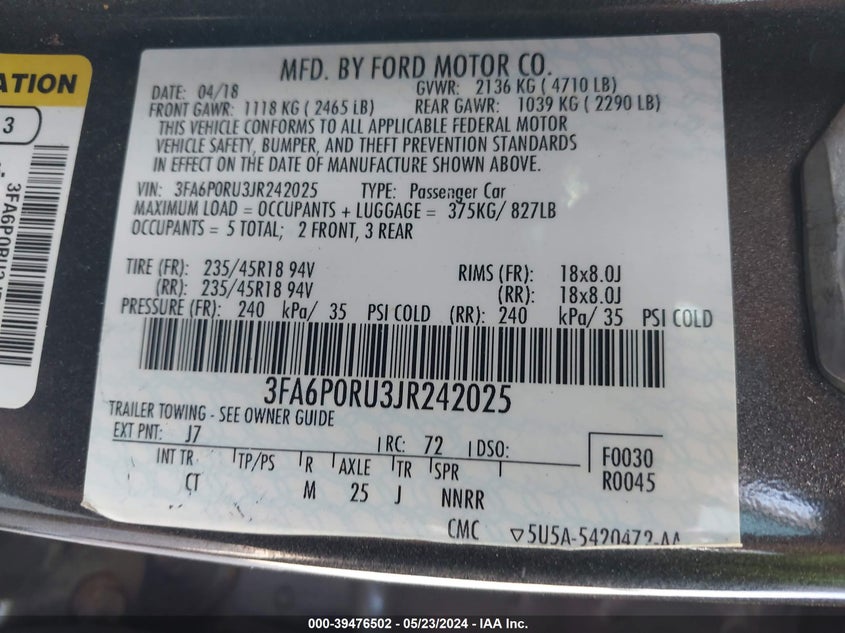 ATION
3
3FA6P0RU3JR
MFD. BY FORD MOTOR CO.
DATE: 04/18 GVWR: 2136 KG ( 4710 LB)
FRONT GAWR: 1118 KG ( 2465 LB) REAR GAWR: 1039 KG ( 2290 LB)
THIS VEHICLE CONFORMS TO ALL APPLICABLE FEDERAL MOTOR
VEHICLE SAFETY, BUMPER, AND THEFT PREVENTION STANDARDS
IN EFFECT ON THE DATE OF MANUFACTURE SHOWN ABOVE.
VIN: 3FA6P0RU3JR242025 TYPE: Passenger Car
MAXIMUM LOAD = OCCUPANTS + LUGGAGE = 375KG/ 827LB
OCCUPANTS = 5 TOTAL; 2 FRONT, 3 REAR
TIRE (FR): 235/45R18 94V RIMS (FR): 18x8.0J
(RR): 235/45R18 94V (RR): 18x8.0J
PRESSURE (FR): 240 kPa/ 35 PSI COLD (RR): 240 kPa/ 35 PSI COLD
3FA6P0RU3JR242025
TRAILER TOWING - SEE OWNER GUIDE
EXT PNT: J7 RC: 72 DSO:
INT TR TP/PS R AXLE TR SPR F0030
CT M 25 J NNRR R0045
CMC ▽5U5A-5420472-AA
000-39476502 - 05/23/2024 - IAA Inc.